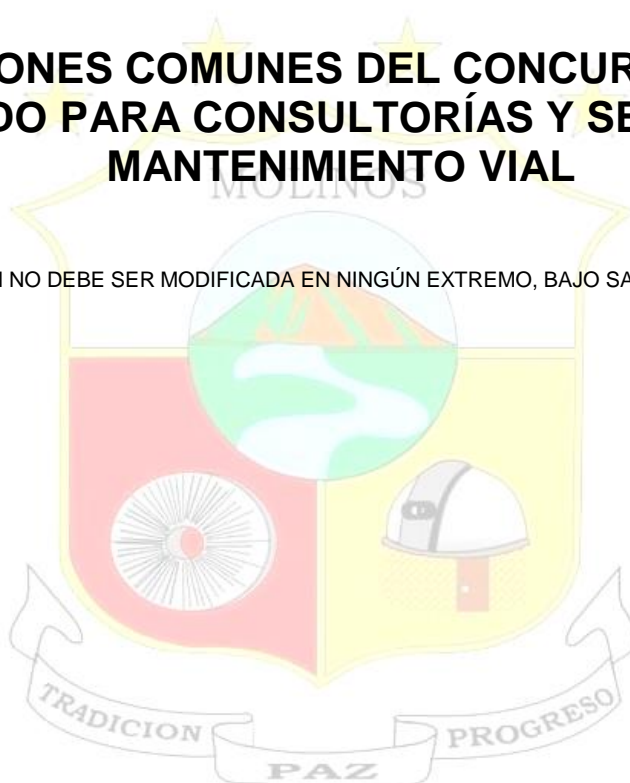 ONES COMUNES DEL CONCUR
DO PARA CONSULTORÍAS Y SE
MANTENIMIENTO VIAL
MOLINOS
NO DEBE SER MODIFICADA EN NINGÚN EXTREMO, BAJO SA
TRADICION
PAZ
PROGRESO